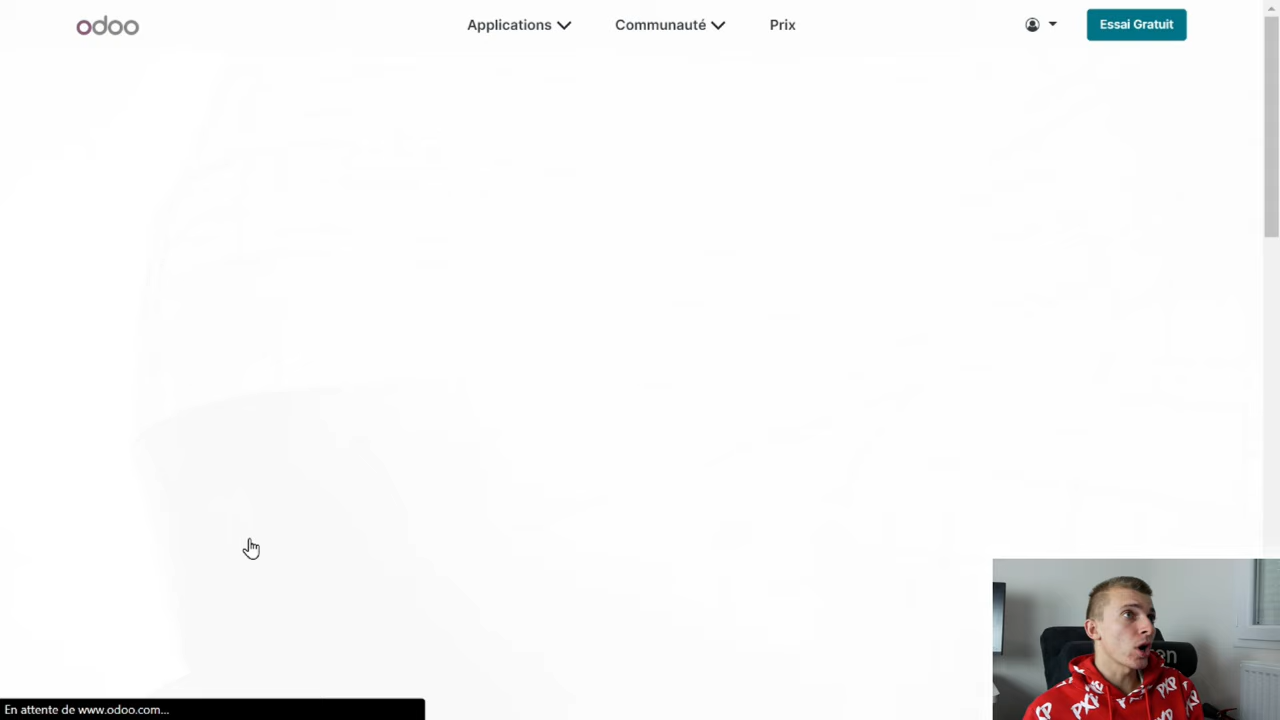 odoo
Applications
Communauté
Prix
Essai Gratuit
En attente de www.odoo.com...